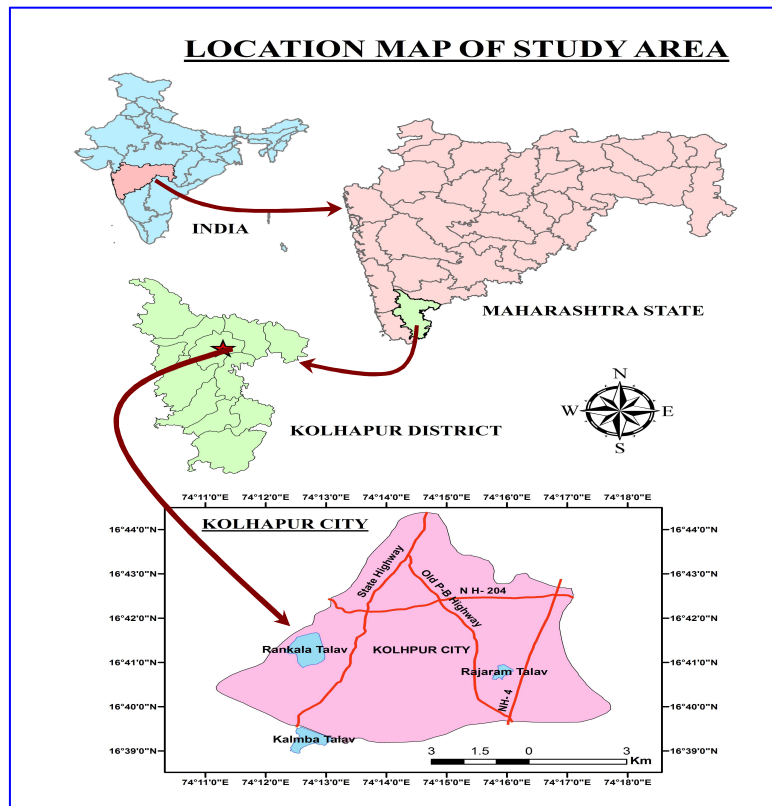 LOCATION MAP OF STUDY AREA
INDIA
MAHARASHTRA STATE
KOLHAPUR DISTRICT
N
W E
S
74°11'0"E 74°12'0"E 74°13'0"E 74°14'0"E 74°15'0"E 74°16'0"E 74°17'0"E 74°18'0"E
KOLHAPUR CITY
16°44'0"N 16°44'0"N
16°43'0"N 16°43'0"N
16°42'0"N 16°42'0"N
16°41'0"N 16°41'0"N
16°40'0"N 16°40'0"N
16°39'0"N 16°39'0"N
State Highway
Old P-B Highway
N H- 204
Rankala Talav
KOLHPUR CITY
Rajaram Talav
NH- 4
Kalmba Talav
3 1.5 0 3
Km
74°11'0"E 74°12'0"E 74°13'0"E 74°14'0"E 74°15'0"E 74°16'0"E 74°17'0"E 74°18'0"E